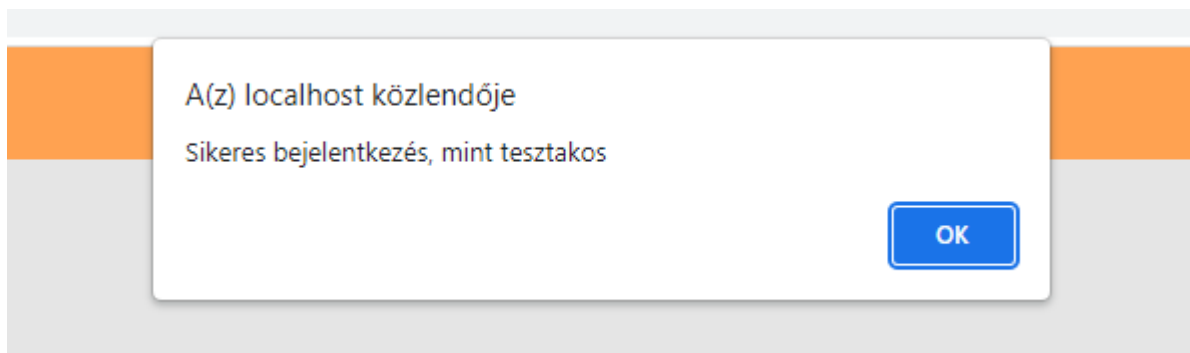 A(z) localhost közlendője
Sikeres bejelentkezés, mint tesztakos
OK